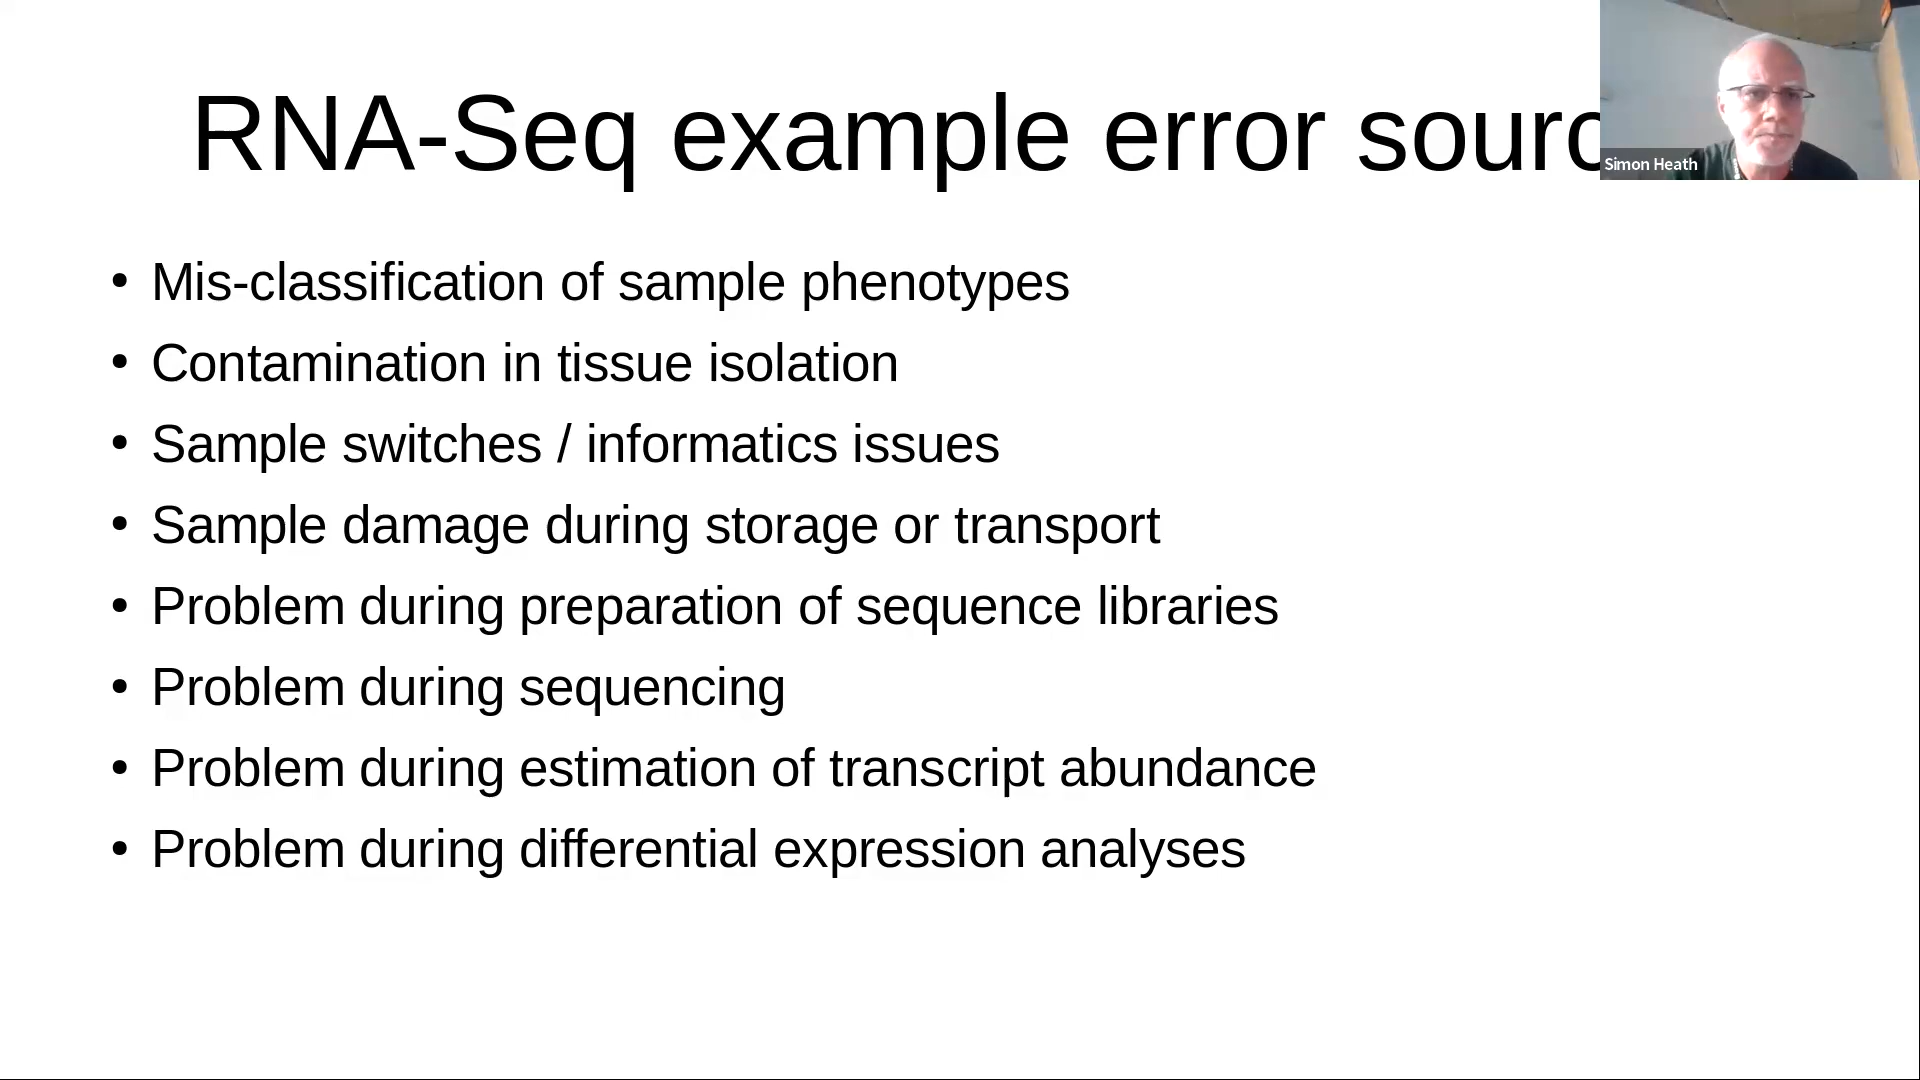 RNA-Seq example error sourc
Simon Heath
• Mis-classification of sample phenotypes
• Contamination in tissue isolation
• Sample switches / informatics issues
• Sample damage during storage or transport
• Problem during preparation of sequence libraries
• Problem during sequencing
• Problem during estimation of transcript abundance
• Problem during differential expression analyses